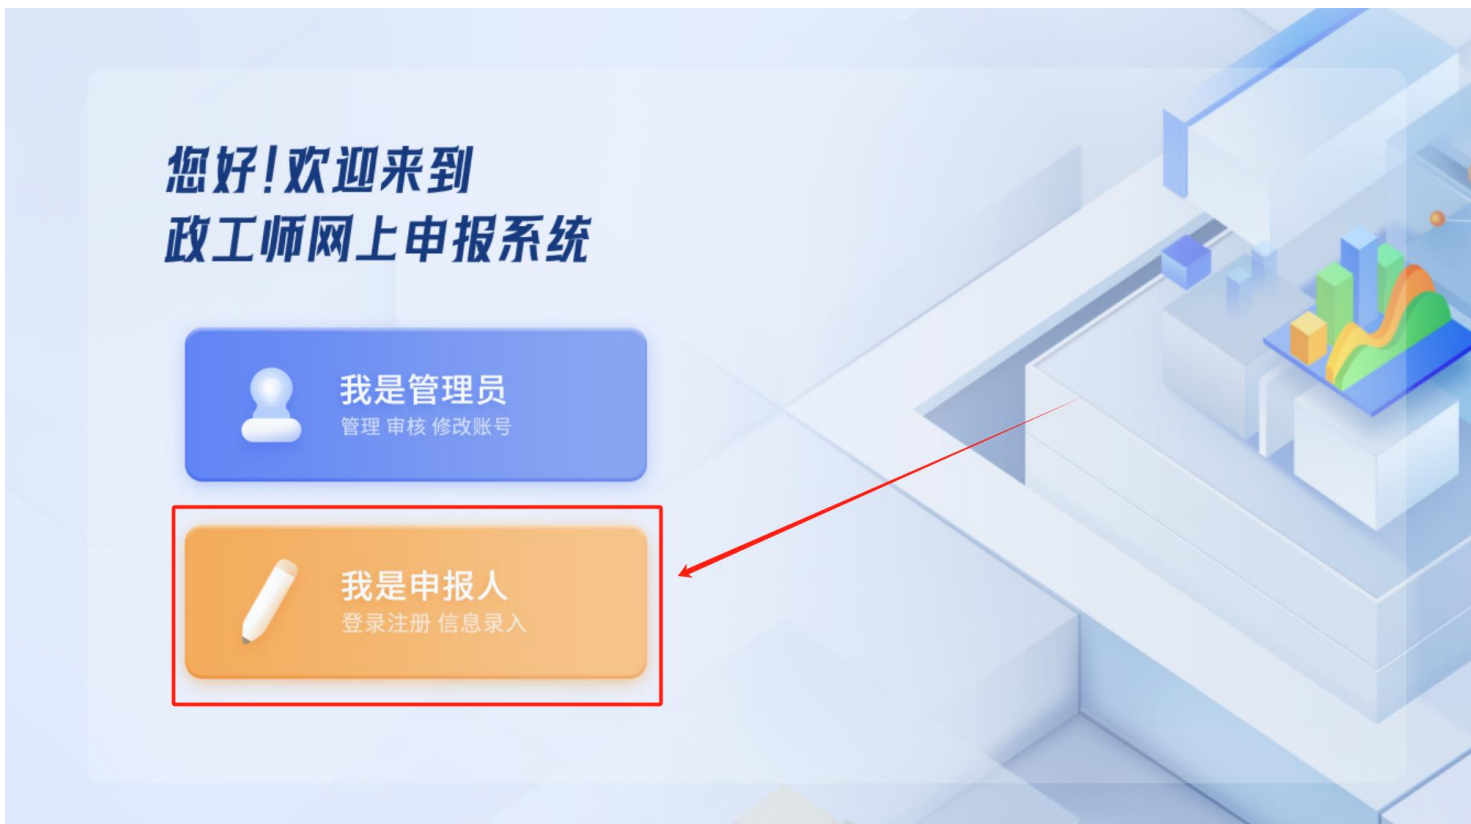 您好!欢迎来到
政工师网上申报系统
我是管理员
管理 审核 修改账号
我是申报人
登录注册 信息录入